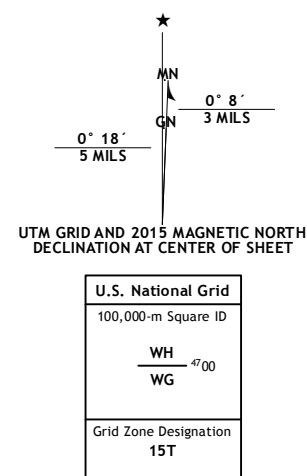 ★
MN
0° 8´
3 MILS
GN
0° 18´
5 MILS
UTM GRID AND 2015 MAGNETIC NORTH
DECLINATION AT CENTER OF SHEET
U.S. National Grid
100,000-m Square ID
WH
4700
WG
Grid Zone Designation
15T